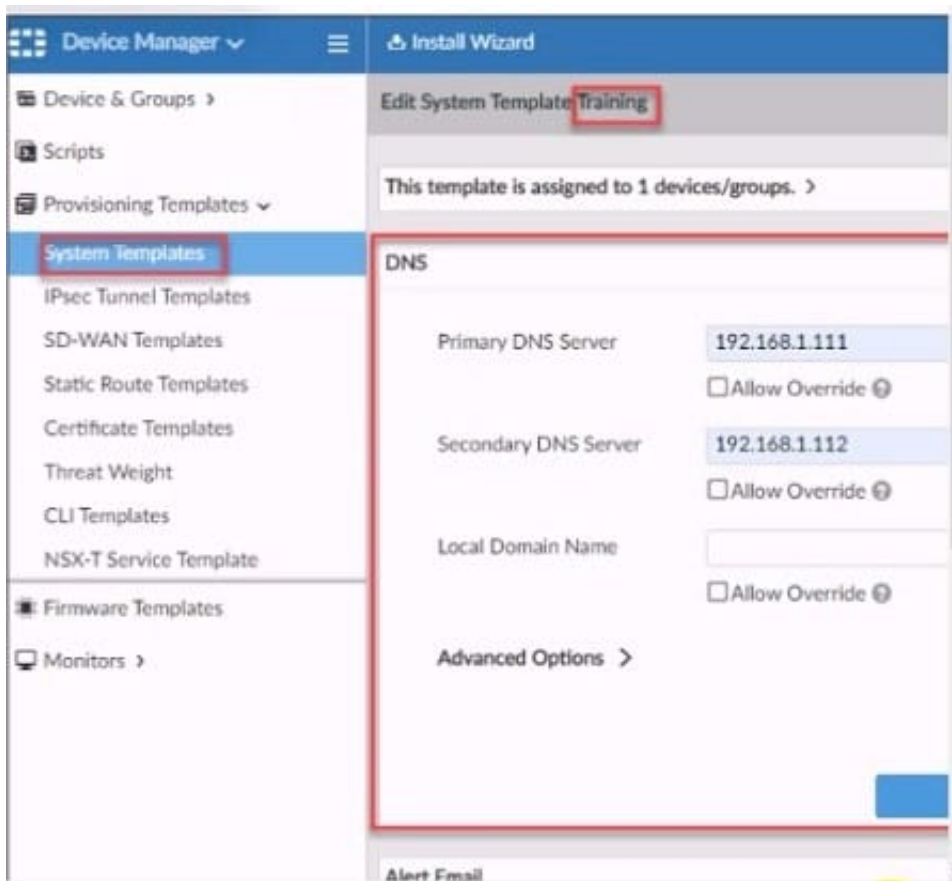 Device Manager
Install Wizard
Device & Groups >
Edit System Template Training
Scripts
This template is assigned to 1 devices/groups. >
Provisioning Templates
System Templates
DNS
IPsec Tunnel Templates
SD-WAN Templates
Primary DNS Server 192.168.1.111
Static Route Templates
Allow Override
Certificate Templates
Secondary DNS Server 192.168.1.112
Threat Weight
Allow Override
CLI Templates
Local Domain Name
NSX-T Service Template
Allow Override
Firmware Templates
Monitors >
Advanced Options >
Alert Email